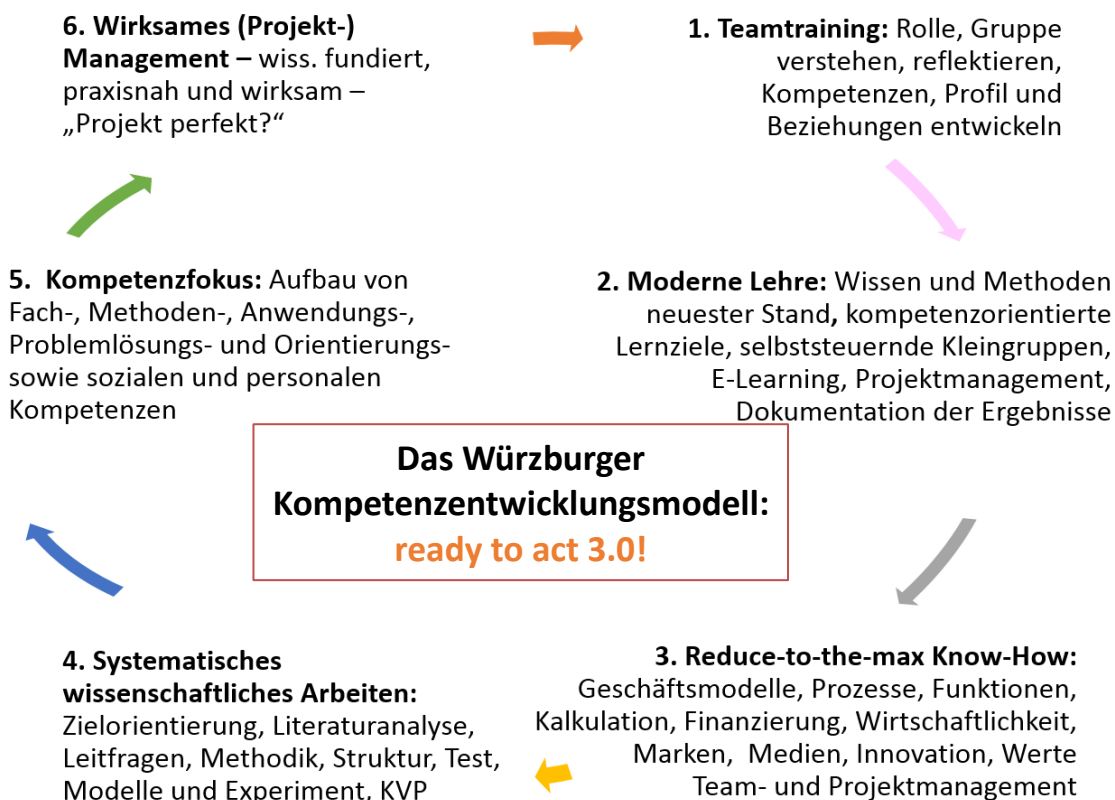 6. Wirksames (Projekt-)
Management – wiss. fundiert,
praxisnah und wirksam –
„Projekt perfekt?“
1. Teamtraining: Rolle, Gruppe
verstehen, reflektieren,
Kompetenzen, Profil und
Beziehungen entwickeln
5.  Kompetenzfokus: Aufbau von
Fach-, Methoden-, Anwendungs-,
Problemlösungs- und Orientierungs-
sowie sozialen und personalen
Kompetenzen
2. Moderne Lehre: Wissen und Methoden
neuester Stand, kompetenzorientierte
Lernziele, selbststeuernde Kleingruppen,
E-Learning, Projektmanagement,
Dokumentation der Ergebnisse
Das Würzburger
Kompetenzentwicklungsmodell:
ready to act 3.0!
4. Systematisches
wissenschaftliches Arbeiten:
Zielorientierung, Literaturanalyse,
Leitfragen, Methodik, Struktur, Test,
Modelle und Experiment, KVP
3. Reduce-to-the-max Know-How:
Geschäftsmodelle, Prozesse, Funktionen,
Kalkulation, Finanzierung, Wirtschaftlichkeit,
Marken,  Medien, Innovation, Werte
Team- und Projektmanagement